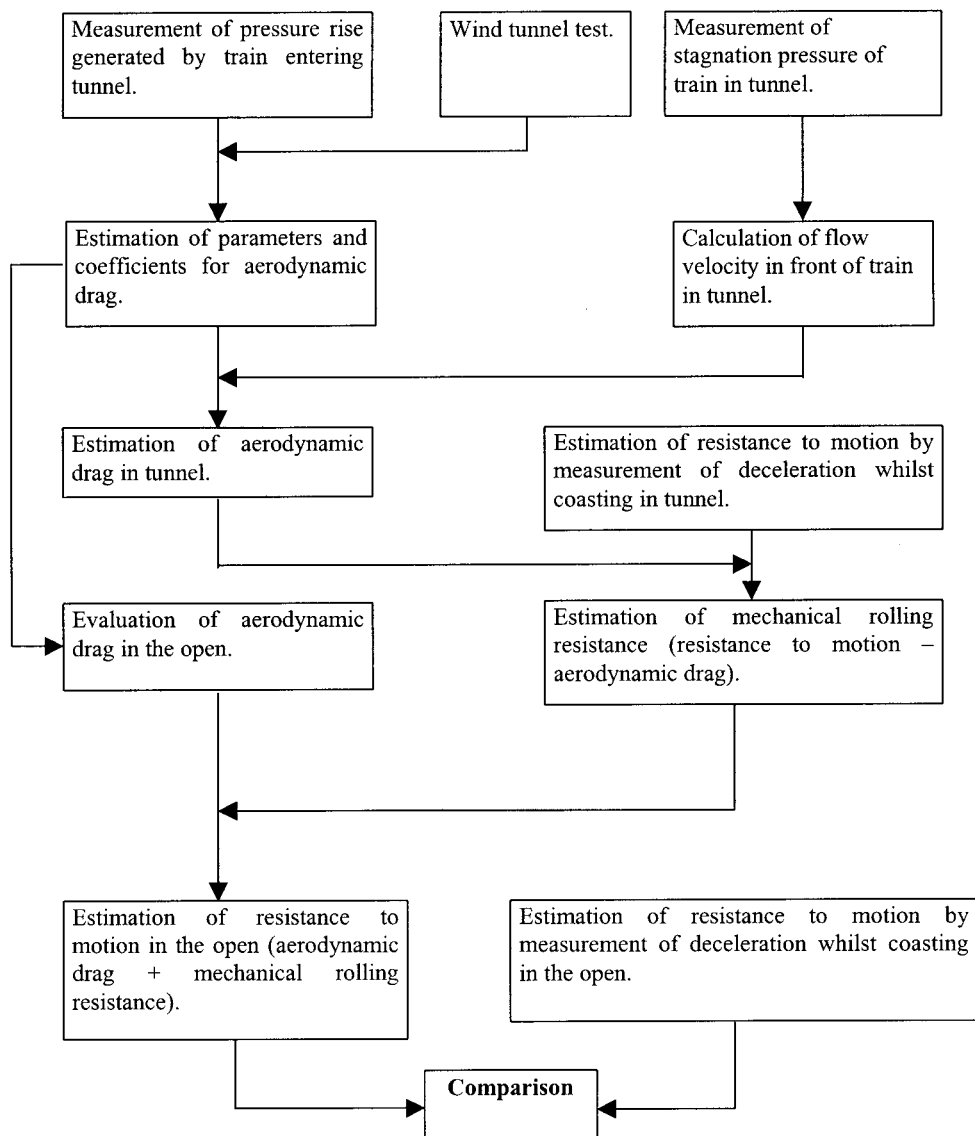 Measurement of pressure rise
generated by train entering
tunnel.
Wind tunnel test.
Measurement of
stagnation pressure of
train in tunnel.
Estimation of parameters and
coefficients for aerodynamic
drag.
Calculation of flow
velocity in front of train
in tunnel.
Estimation of aerodynamic
drag in tunnel.
Estimation of resistance to motion by
measurement of deceleration whilst
coasting in tunnel.
Evaluation of aerodynamic
drag in the open.
Estimation of mechanical rolling
resistance (resistance to motion –
aerodynamic drag).
Estimation of resistance to
motion in the open (aerodynamic
drag + mechanical rolling
resistance).
Estimation of resistance to motion by
measurement of deceleration whilst coasting
in the open.
Comparison